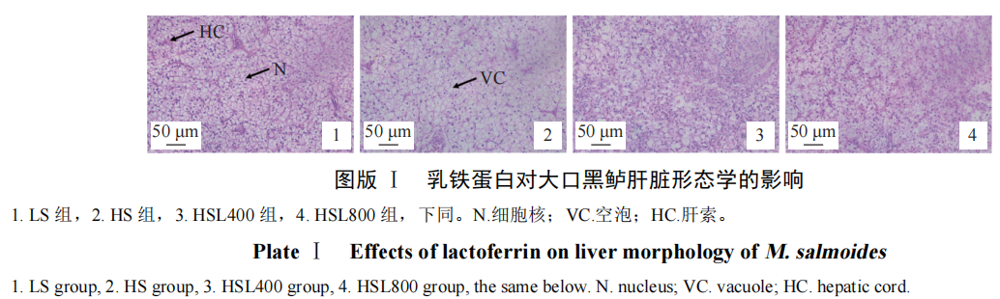 HC
N
VC
50 μm
1
50 μm
2
50 μm
3
50 μm
4
图版 Ⅰ 乳铁蛋白对大口黑鲈肝脏形态学的影响
1. LS 组，2. HS 组，3. HSL400 组，4. HSL800 组，下同。N.细胞核；VC.空泡；HC.肝索。
Plate Ⅰ Effects of lactoferrin on liver morphology of M. salmoides
1. LS group, 2. HS group, 3. HSL400 group, 4. HSL800 group, the same below. N. nucleus; VC. vacuole; HC. hepatic cord.